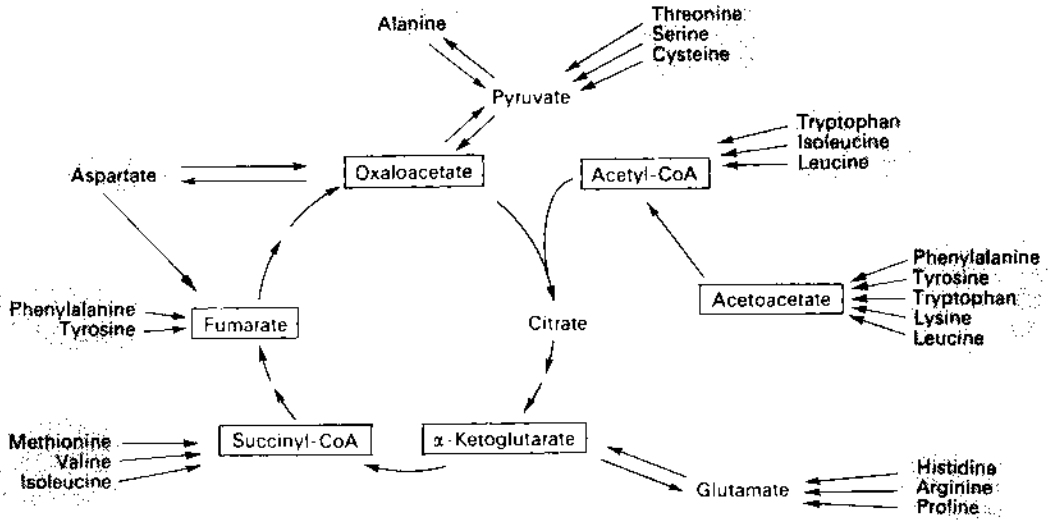 Alanine
Threonine
Serine
Cysteine
Pyruvate
Tryptophan
Isoleucine
Leucine
Aspartate
Oxaloacetate
Acetyl-CoA
Phenylalanine
Tyrosine
Tryptophan
Lysine
Leucine
Acetoacetate
Phenylalanine
Tyrosine
Fumarate
Citrate
Methionine
Valine
Isoleucine
Succinyl-CoA
α-Ketoglutarate
Glutamate
Histidine
Arginine
Proline